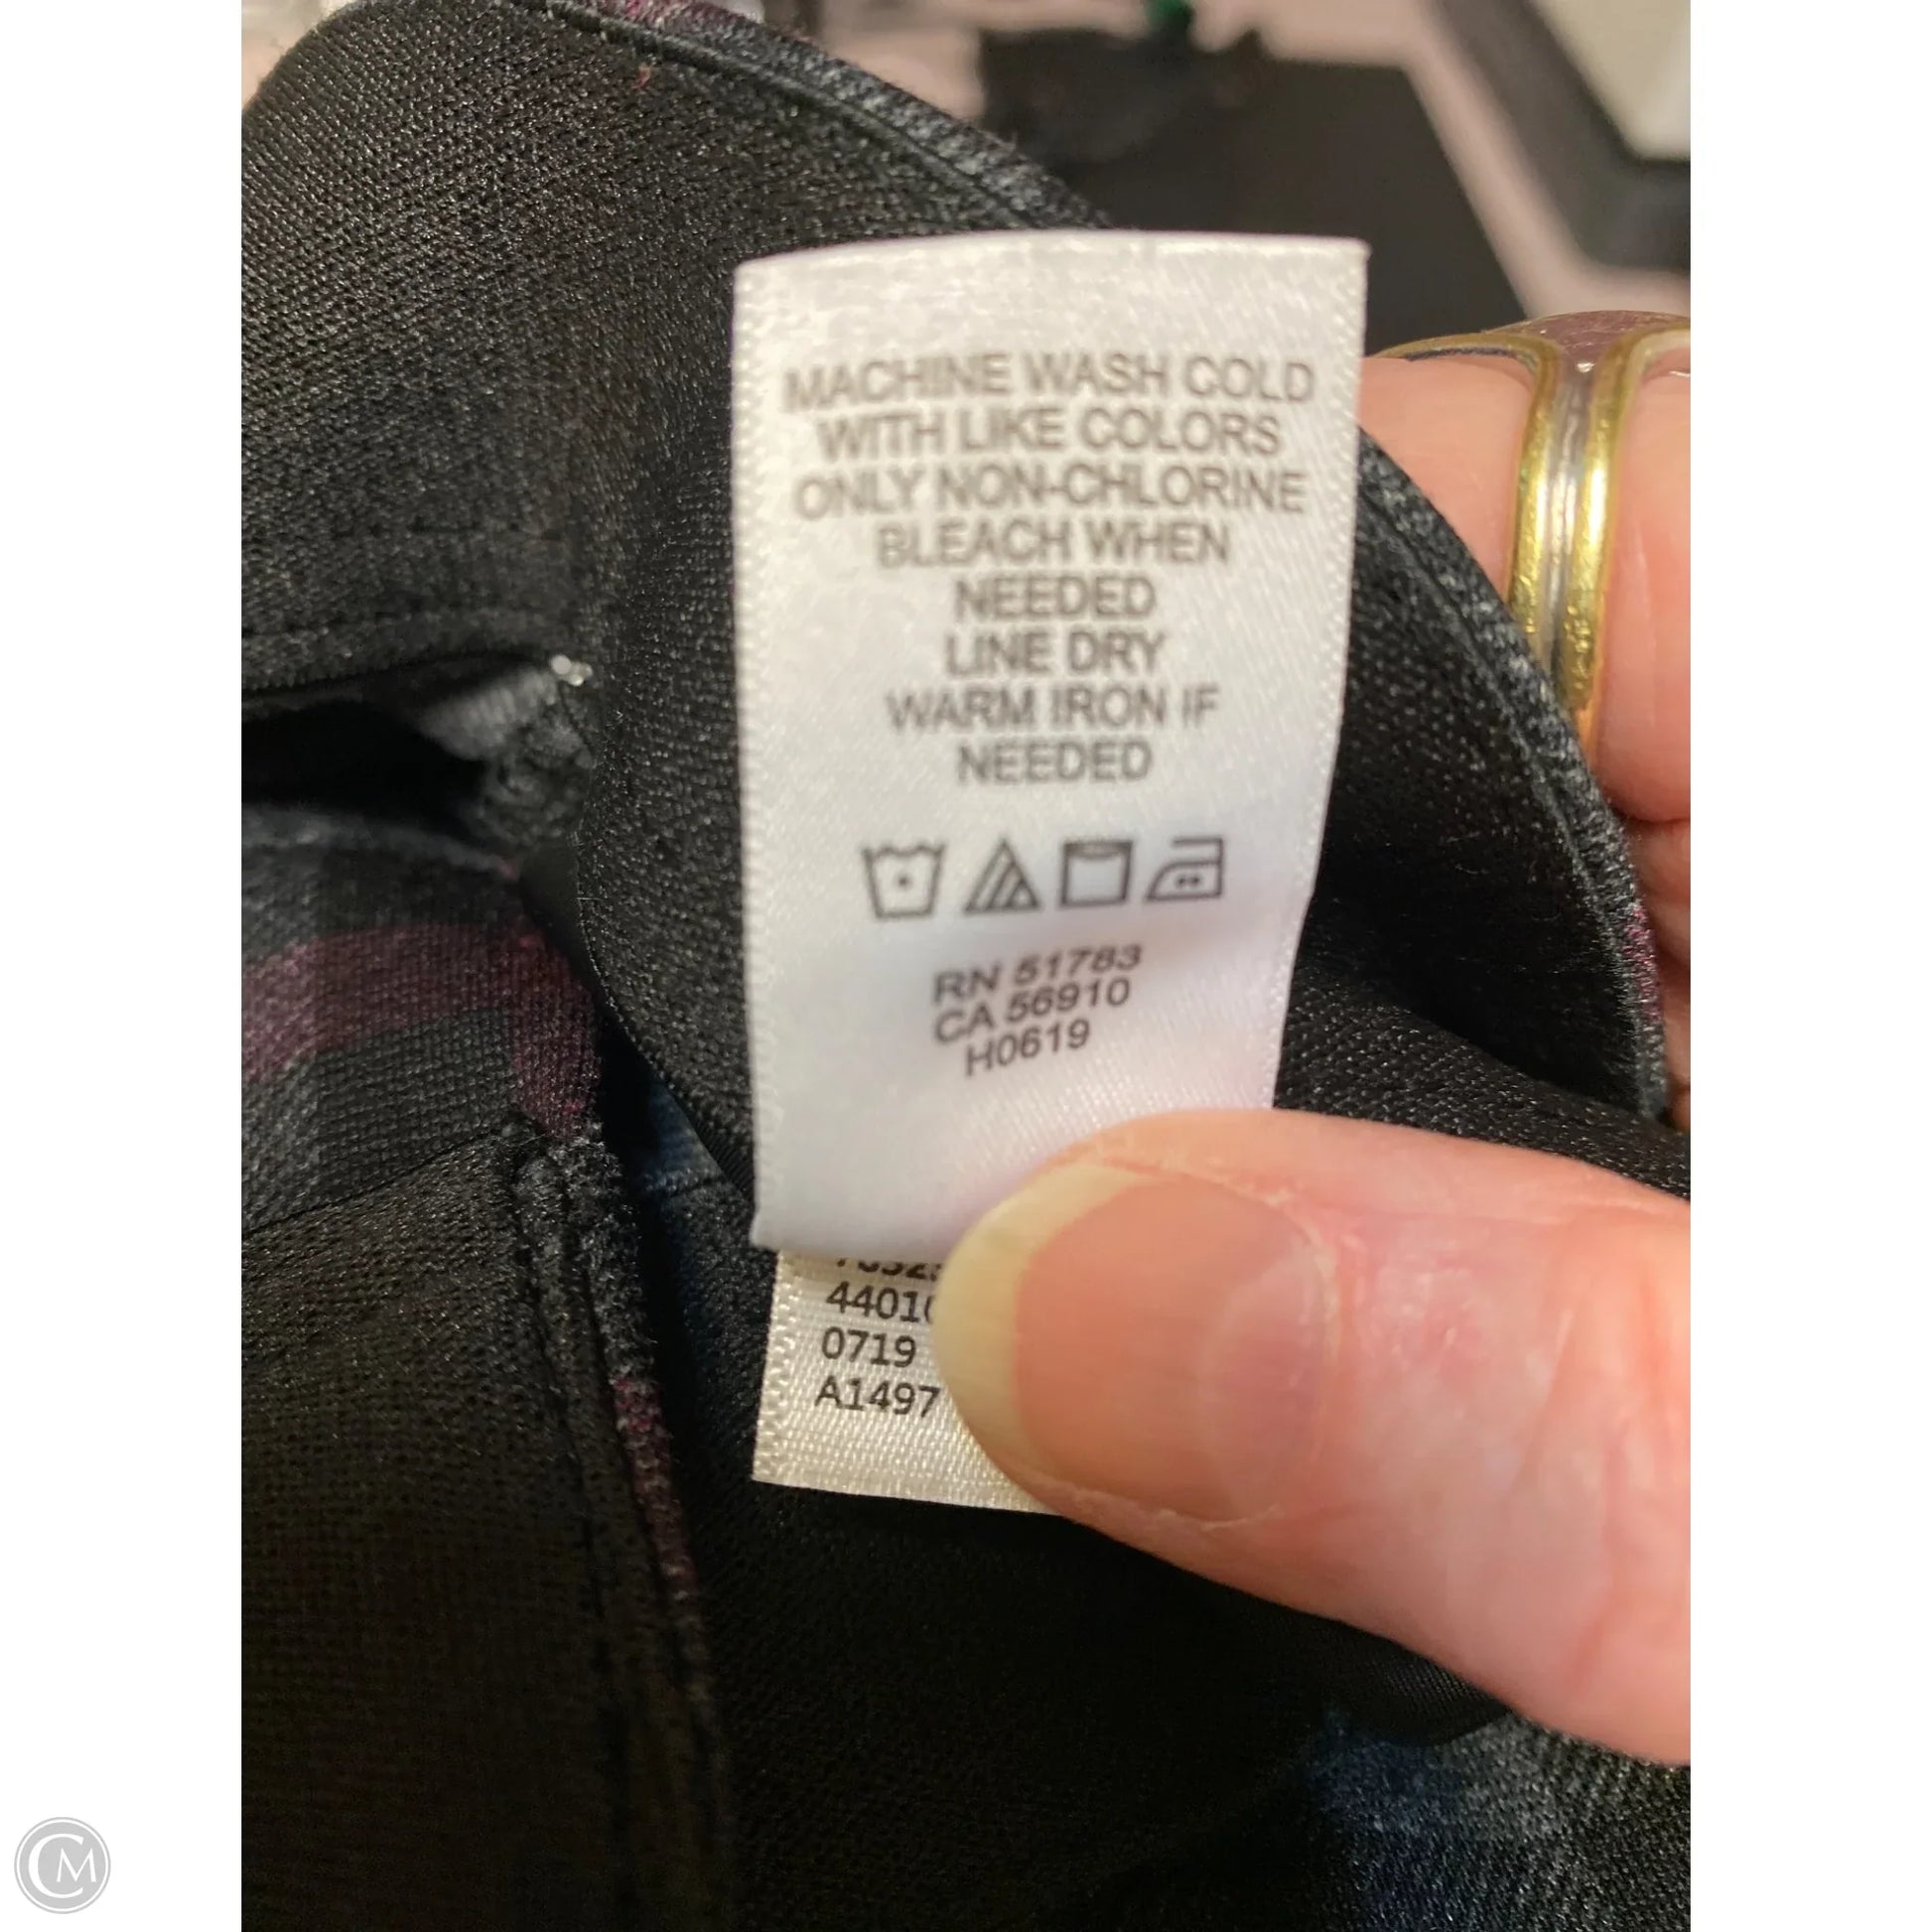 MACHINE WASH COLD
WITH LIKE COLORS
ONLY NON-CHLORINE
BLEACH WHEN
NEEDED
LINE DRY
WARM IRON IF
NEEDED
RN 51783
CA 56910
H0619
0719
A1497
CM